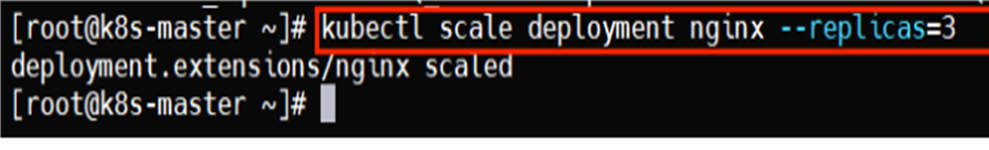 [root@k8s-master ~]# kubectl scale deployment nginx --replicas=3
deployment.extensions/nginx scaled
[root@k8s-master ~]#